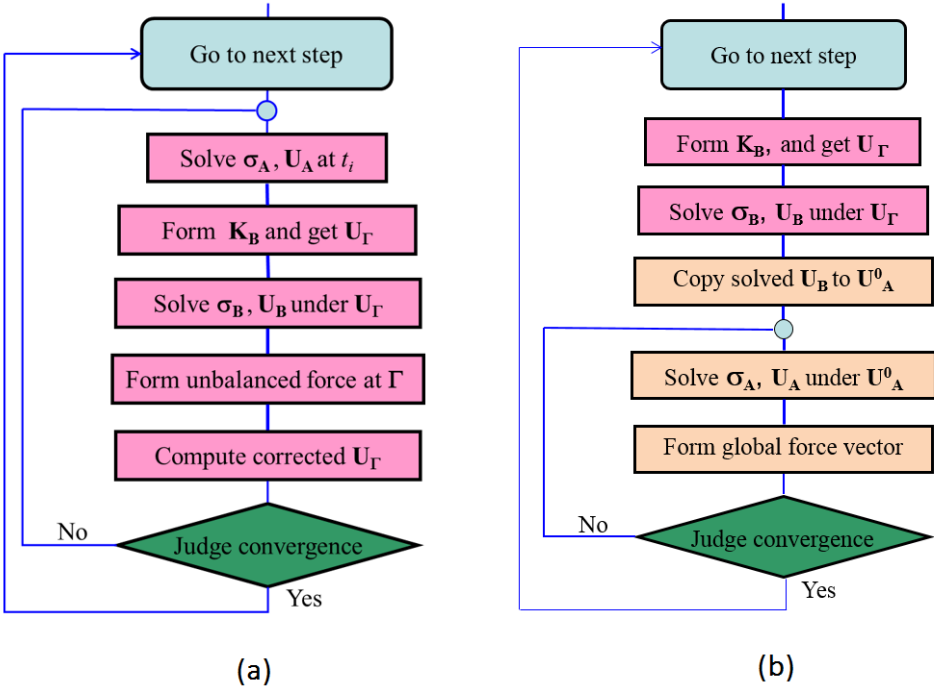 Go to next step
Solve σA, UA at ti
Form KB and get UΓ
Solve σB, UB under UΓ
Form unbalanced force at Γ
Compute corrected UΓ
No
Judge convergence
Yes
(a)
Go to next step
Form KB, and get UΓ
Solve σB, UB under UΓ
Copy solved UB to U0A
Solve σA, UA under U0A
Form global force vector
No
Judge convergence
Yes
(b)